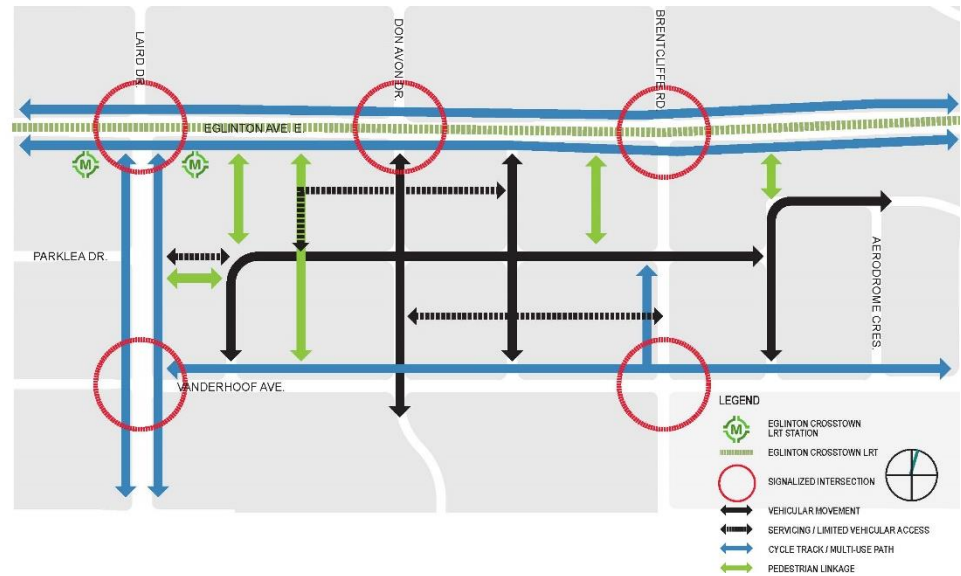 LAIRD DR.
DON AVON DR
BRENTCLIFFE RD.
EGLINTON AVE. E.
M
M
PARKLEA DR.
AERODROME CRES.
VANDERHOOF AVE.
LEGEND
M
EGLINTON CROSSTOWN
LRT STATION
EGLINTON CROSSTOWN LRT
SIGNALIZED INTERSECTION
VEHICULAR MOVEMENT
SERVICING / LIMITED VEHICULAR ACCESS
CYCLE TRACK / MULTI-USE PATH
PEDESTRIAN LINKAGE